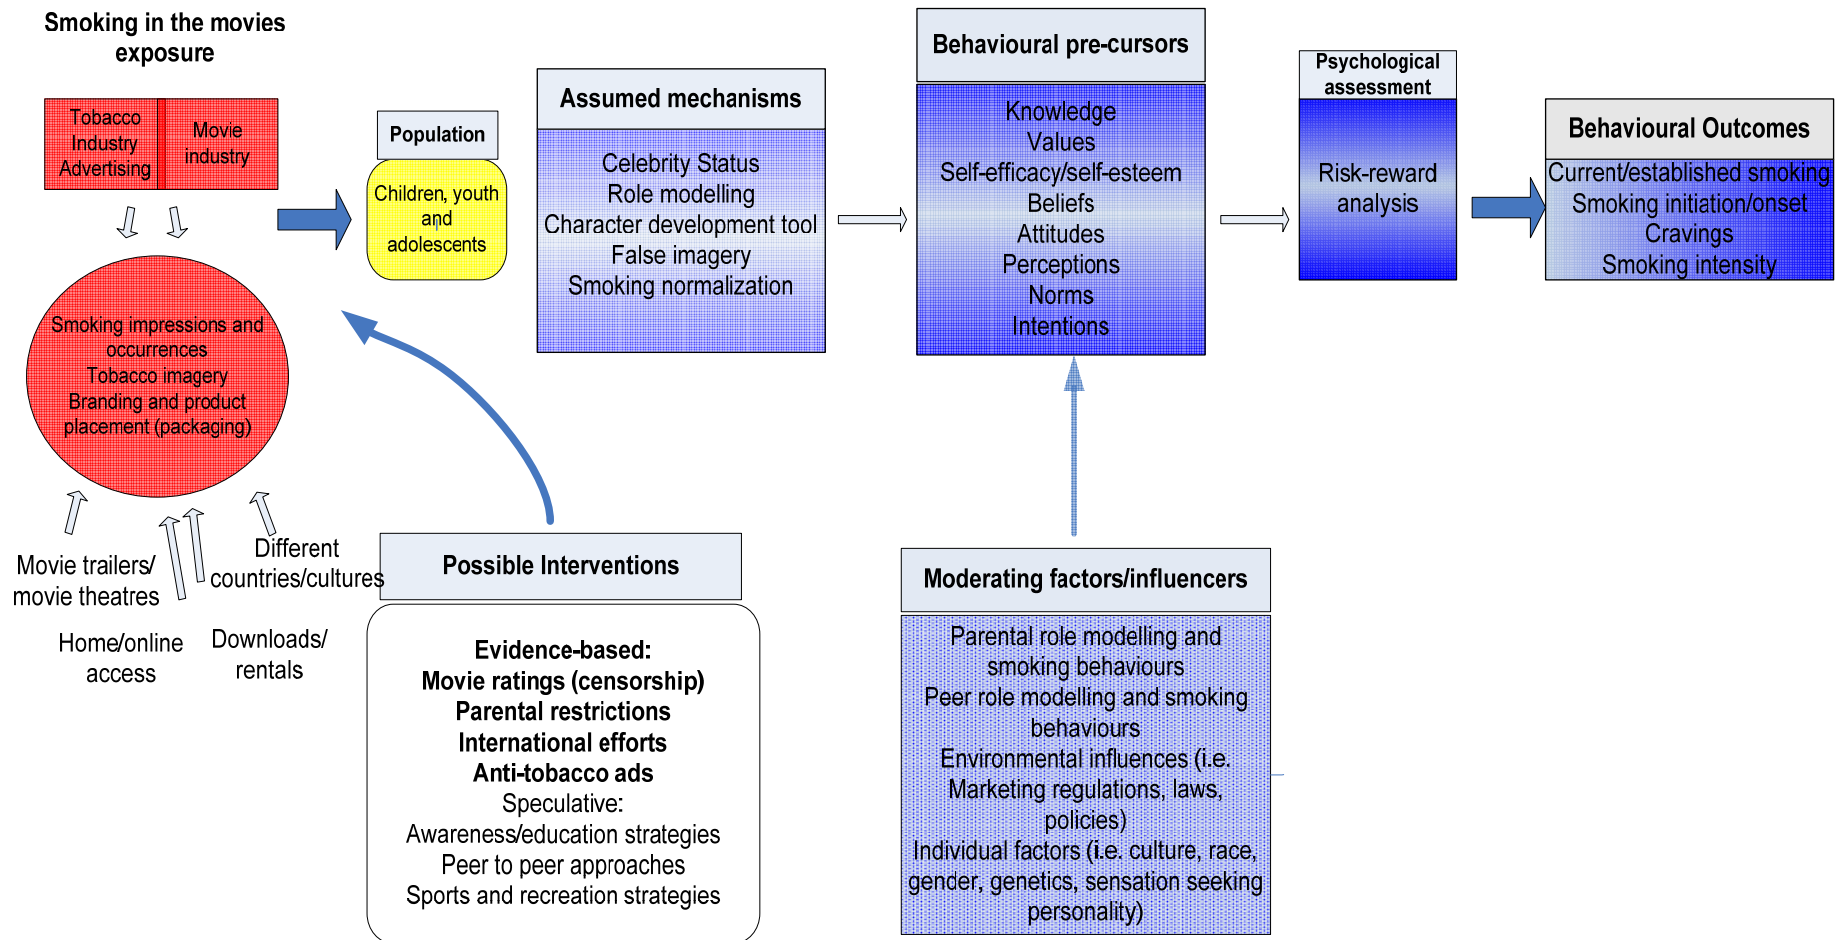 Smoking in the movies
exposure
Tobacco
Industry
Advertising
Movie
industry
Smoking impressions and
occurrences
Tobacco imagery
Branding and product
placement (packaging)
Movie trailers/
movie theatres
Home/online
access
Different
countries/cultures
Downloads/
rentals
Population
Children, youth
and
adolescents
Assumed mechanisms
Celebrity Status
Role modelling
Character development tool
False imagery
Smoking normalization
Behavioural pre-cursors
Knowledge
Values
Self-efficacy/self-esteem
Beliefs
Attitudes
Perceptions
Norms
Intentions
Psychological
assessment
Risk-reward
analysis
Behavioural Outcomes
Current/established smoking
Smoking initiation/onset
Cravings
Smoking intensity
Possible Interventions
Evidence-based:
Movie ratings (censorship)
Parental restrictions
International efforts
Anti-tobacco ads
Speculative:
Awareness/education strategies
Peer to peer approaches
Sports and recreation strategies
Moderating factors/influencers
Parental role modelling and
smoking behaviours
Peer role modelling and smoking
behaviours
Environmental influences (i.e.
Marketing regulations, laws,
policies)
Individual factors (i.e. culture, race,
gender, genetics, sensation seeking
personality)